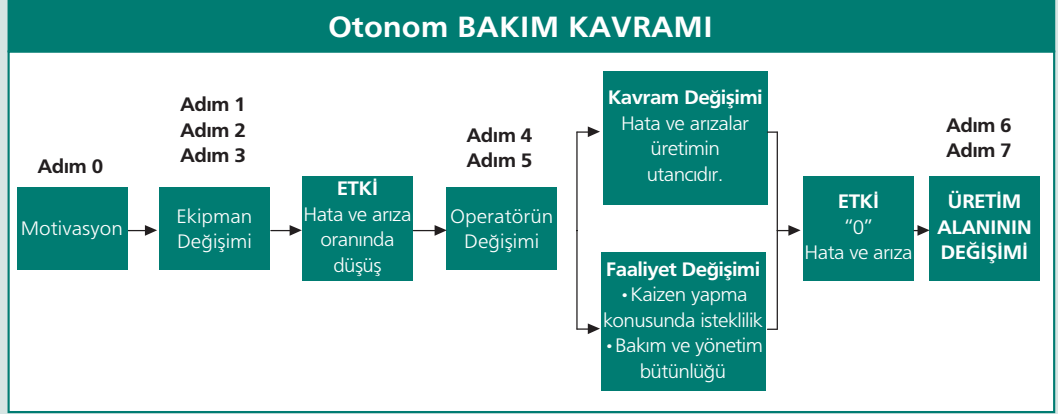 Otonom BAKIM KAVRAMI
Adım 0
Motivasyon
Adım 1
Adım 2
Adım 3
Ekipman
Değişimi
ETKİ
Hata ve arıza
oranında
düşüş
Adım 4
Adım 5
Operatörün
Değişimi
Kavram Değişimi
Hata ve arızalar
üretimin
utancıdır.
Faaliyet Değişimi
• Kaizen yapma
konusunda isteklilik
• Bakım ve yönetim
bütünlüğü
ETKİ
“0”
Hata ve arıza
Adım 6
Adım 7
ÜRETİM
ALANININ
DEĞİŞİMİ